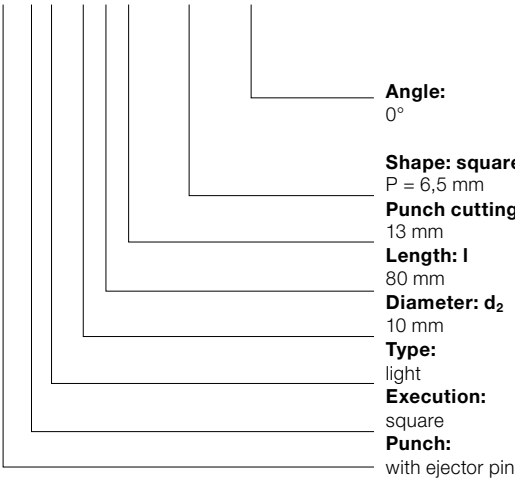 Angle:
0°
Shape: square
P = 6,5 mm
Punch cutting
13 mm
Length: l
80 mm
Diameter: d₂
10 mm
Type:
light
Execution:
square
Punch:
with ejector pin